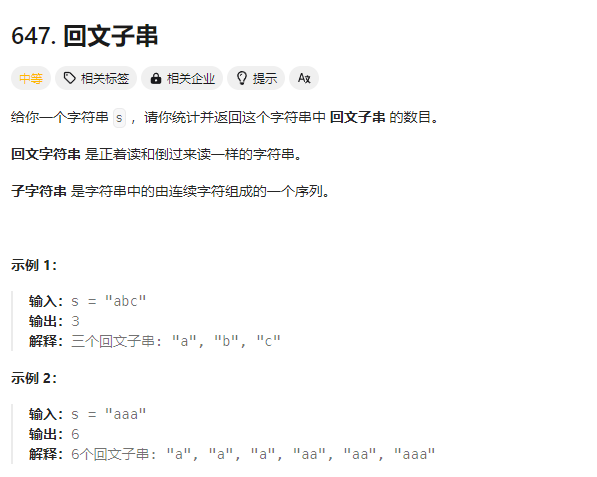 647. 回文子串
中等 相关标签 相关企业 提示 Aあ
给你一个字符串 s ，请你统计并返回这个字符串中 回文子串 的数目。
回文字符串 是正着读和倒过来读一样的字符串。
子字符串 是字符串中的由连续字符组成的一个序列。
示例 1：
输入：s = "abc"
输出：3
解释：三个回文子串: "a", "b", "c"
示例 2：
输入：s = "aaa"
输出：6
解释：6个回文子串: "a", "a", "a", "aa", "aa", "aaa"